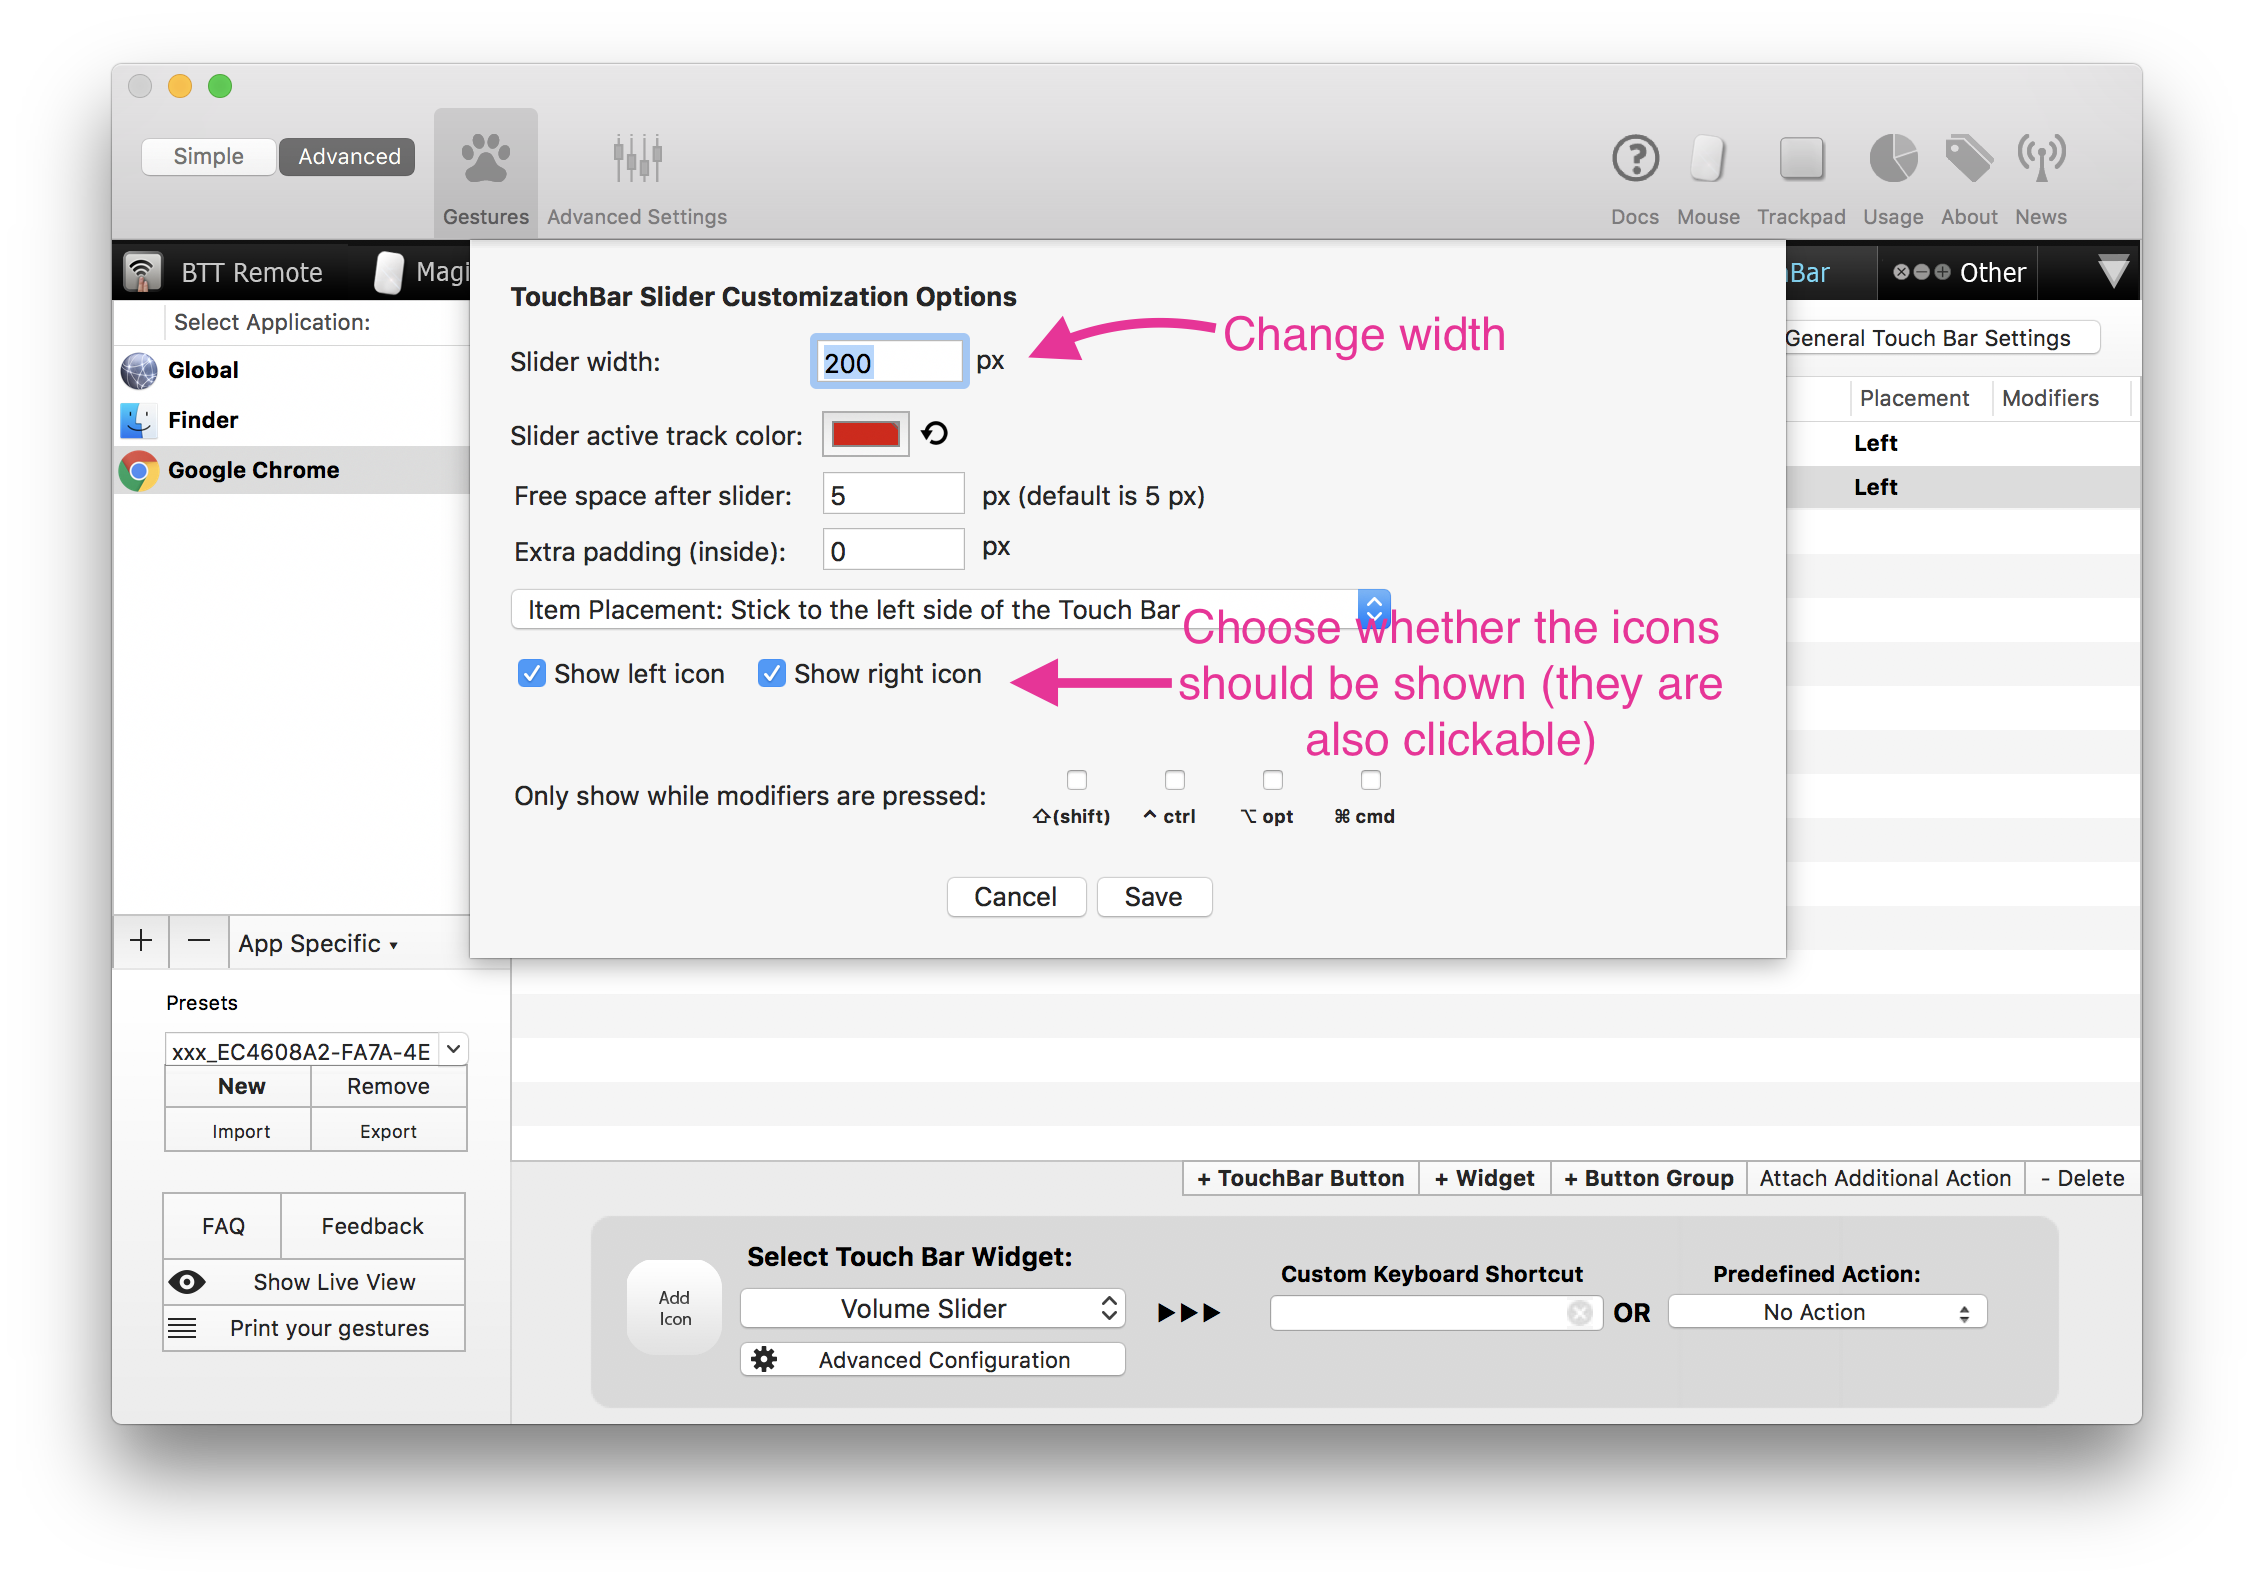 Simple
Advanced
Gestures
Advanced Settings
Docs
Mouse
Trackpad
Usage
About
News
BTT Remote
Magi
Bar
Other
Select Application:
Global
Finder
Google Chrome
General Touch Bar Settings
Placement
Modifiers
Left
Left
TouchBar Slider Customization Options
Slider width:
200
px
Change width
Slider active track color:
Free space after slider:
5
px (default is 5 px)
Extra padding (inside):
0
px
Item Placement: Stick to the left side of the Touch Bar
Show left icon
Show right icon
Choose whether the icons
should be shown (they are
also clickable)
Only show while modifiers are pressed:
⇧(shift)
^ ctrl
⌥ opt
⌘ cmd
Cancel
Save
+
−
App Specific ▾
Presets
xxx_EC4608A2-FA7A-4E
New
Remove
Import
Export
FAQ
Feedback
Show Live View
Print your gestures
+ TouchBar Button
+ Widget
+ Button Group
Attach Additional Action
- Delete
Add
Icon
Select Touch Bar Widget:
Volume Slider
Advanced Configuration
▶▶▶
Custom Keyboard Shortcut
OR
Predefined Action:
No Action